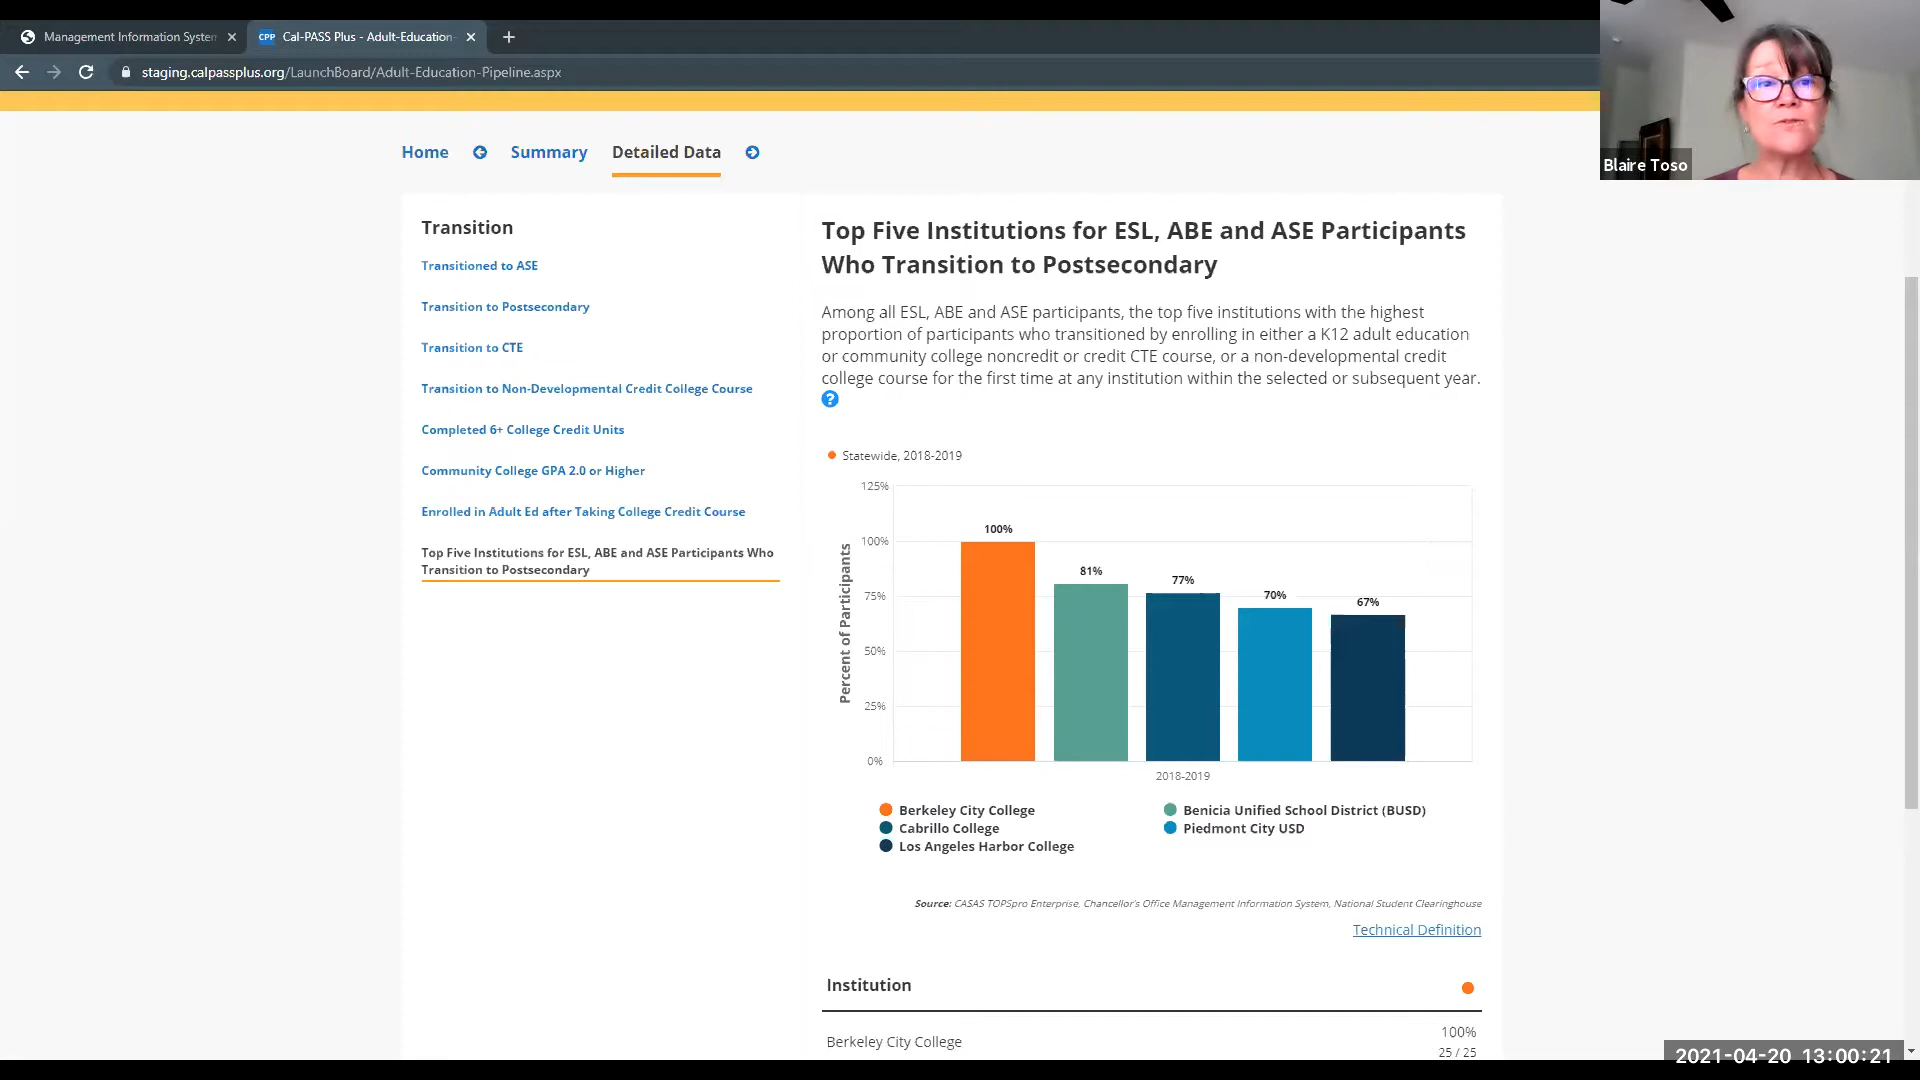 Management Information System
CPP Cal-PASS Plus - Adult-Education-
staging.calpassplus.org/LaunchBoard/Adult-Education-Pipeline.aspx
Blaire Toso
Home Summary Detailed Data
Transition
Transitioned to ASE
Transition to Postsecondary
Transition to CTE
Transition to Non-Developmental Credit College Course
Completed 6+ College Credit Units
Community College GPA 2.0 or Higher
Enrolled in Adult Ed after Taking College Credit Course
Top Five Institutions for ESL, ABE and ASE Participants Who
Transition to Postsecondary
Top Five Institutions for ESL, ABE and ASE Participants
Who Transition to Postsecondary
Among all ESL, ABE and ASE participants, the top five institutions with the highest
proportion of participants who transitioned by enrolling in either a K12 adult education
or community college noncredit or credit CTE course, or a non-developmental credit
college course for the first time at any institution within the selected or subsequent year.
?
Statewide, 2018-2019
Percent of Participants
125%
100%
75%
50%
25%
0%
100%
81%
77%
70%
67%
2018-2019
Berkeley City College
Benicia Unified School District (BUSD)
Cabrillo College
Piedmont City USD
Los Angeles Harbor College
Source: CASAS TOPSpro Enterprise, Chancellor's Office Management Information System, National Student Clearinghouse
Technical Definition
Institution
Berkeley City College
100%
25 / 25
2021-04-20 13:00:21